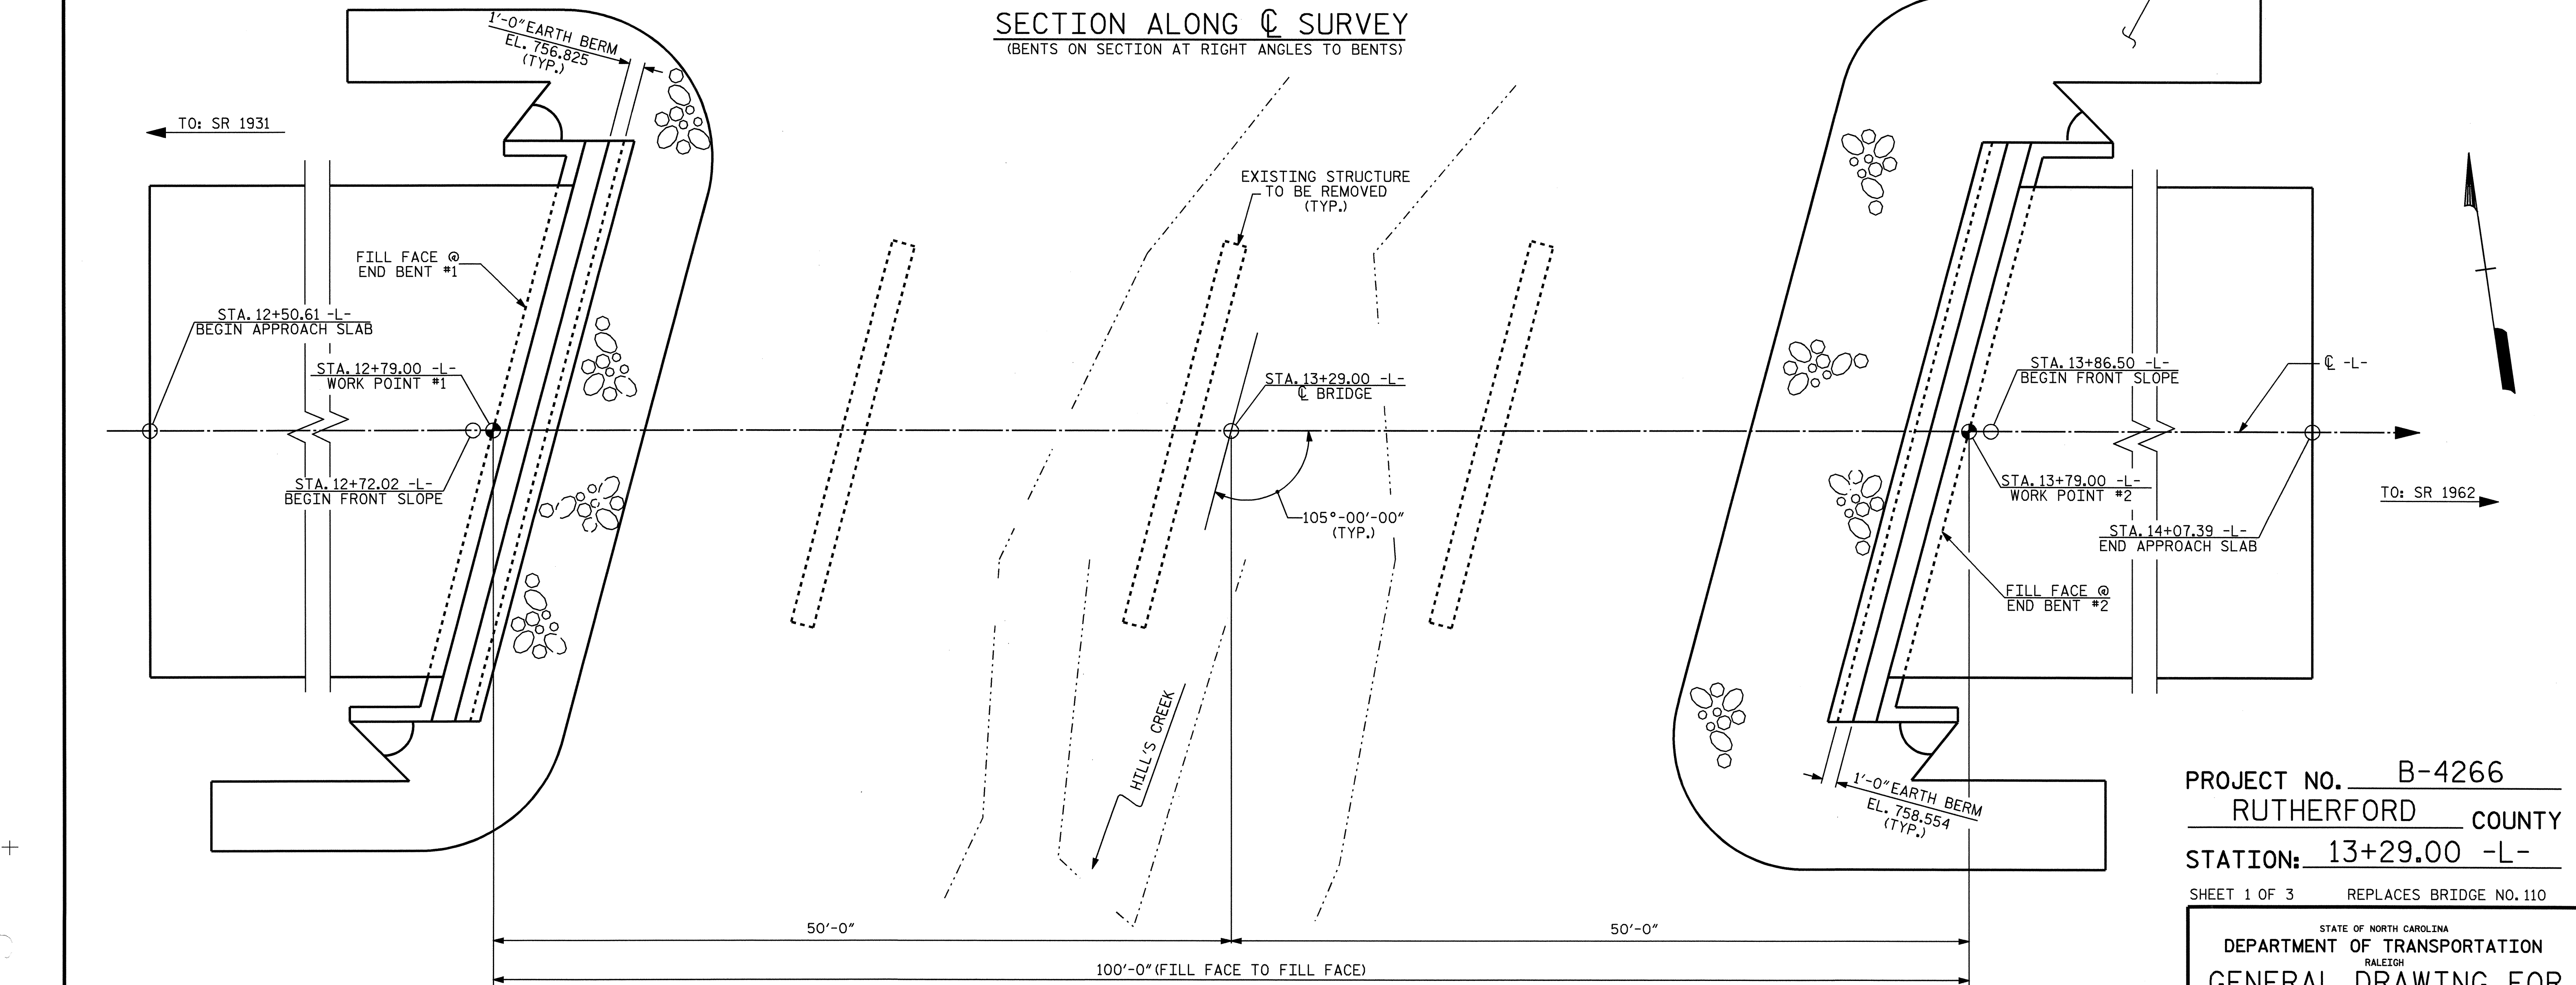 SECTION ALONG ℄ SURVEY
(BENTS ON SECTION AT RIGHT ANGLES TO BENTS)
1'-0" EARTH BERM
EL. 756.825
(TYP.)
TO: SR 1931
EXISTING STRUCTURE
TO BE REMOVED
(TYP.)
FILL FACE @
END BENT #1
STA. 12+50.61 -L-
BEGIN APPROACH SLAB
STA. 12+79.00 -L-
WORK POINT #1
STA. 13+29.00 -L-
℄ BRIDGE
STA. 13+86.50 -L-
BEGIN FRONT SLOPE
℄ -L-
STA. 12+72.02 -L-
BEGIN FRONT SLOPE
105°-00'-00"
(TYP.)
STA. 13+79.00 -L-
WORK POINT #2
TO: SR 1962
STA. 14+07.39 -L-
END APPROACH SLAB
FILL FACE @
END BENT #2
HILL'S CREEK
1'-0" EARTH BERM
EL. 758.554
(TYP.)
50'-0"
50'-0"
100'-0" (FILL FACE TO FILL FACE)
PROJECT NO. B-4266
RUTHERFORD COUNTY
STATION: 13+29.00 -L-
SHEET 1 OF 3 REPLACES BRIDGE NO. 110
STATE OF NORTH CAROLINA
DEPARTMENT OF TRANSPORTATION
RALEIGH
GENERAL DRAWING FOR